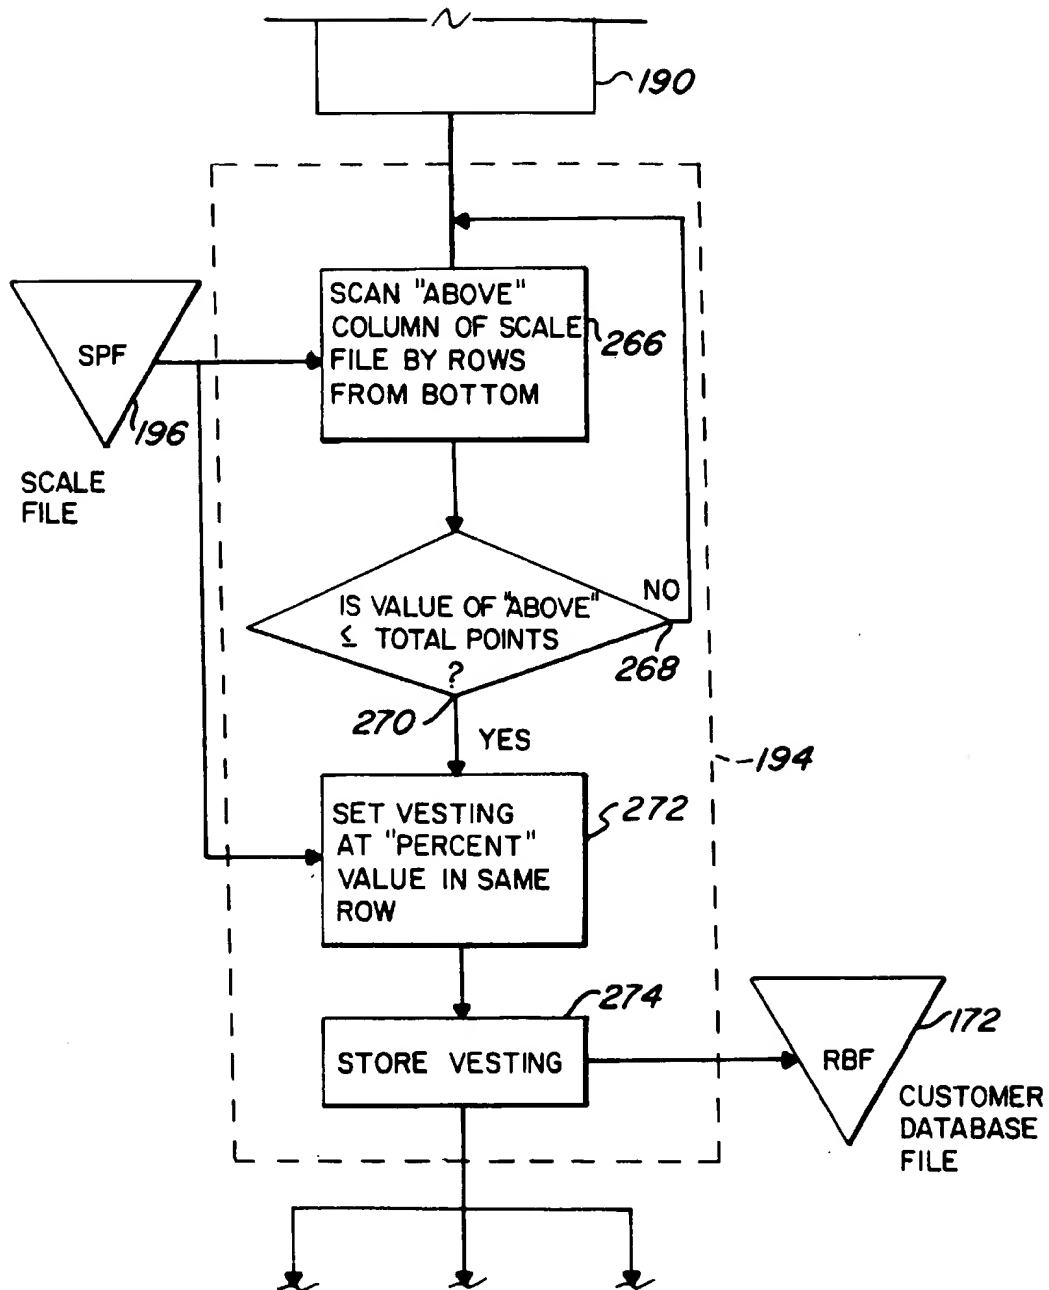 190
SCAN "ABOVE"
COLUMN OF SCALE
FILE BY ROWS
FROM BOTTOM
266
SPF
196
SCALE
FILE
IS VALUE OF "ABOVE"
≤ TOTAL POINTS
?
NO
268
270
YES
194
SET VESTING
AT "PERCENT"
VALUE IN SAME
ROW
272
274
STORE VESTING
RBF
172
CUSTOMER
DATABASE
FILE